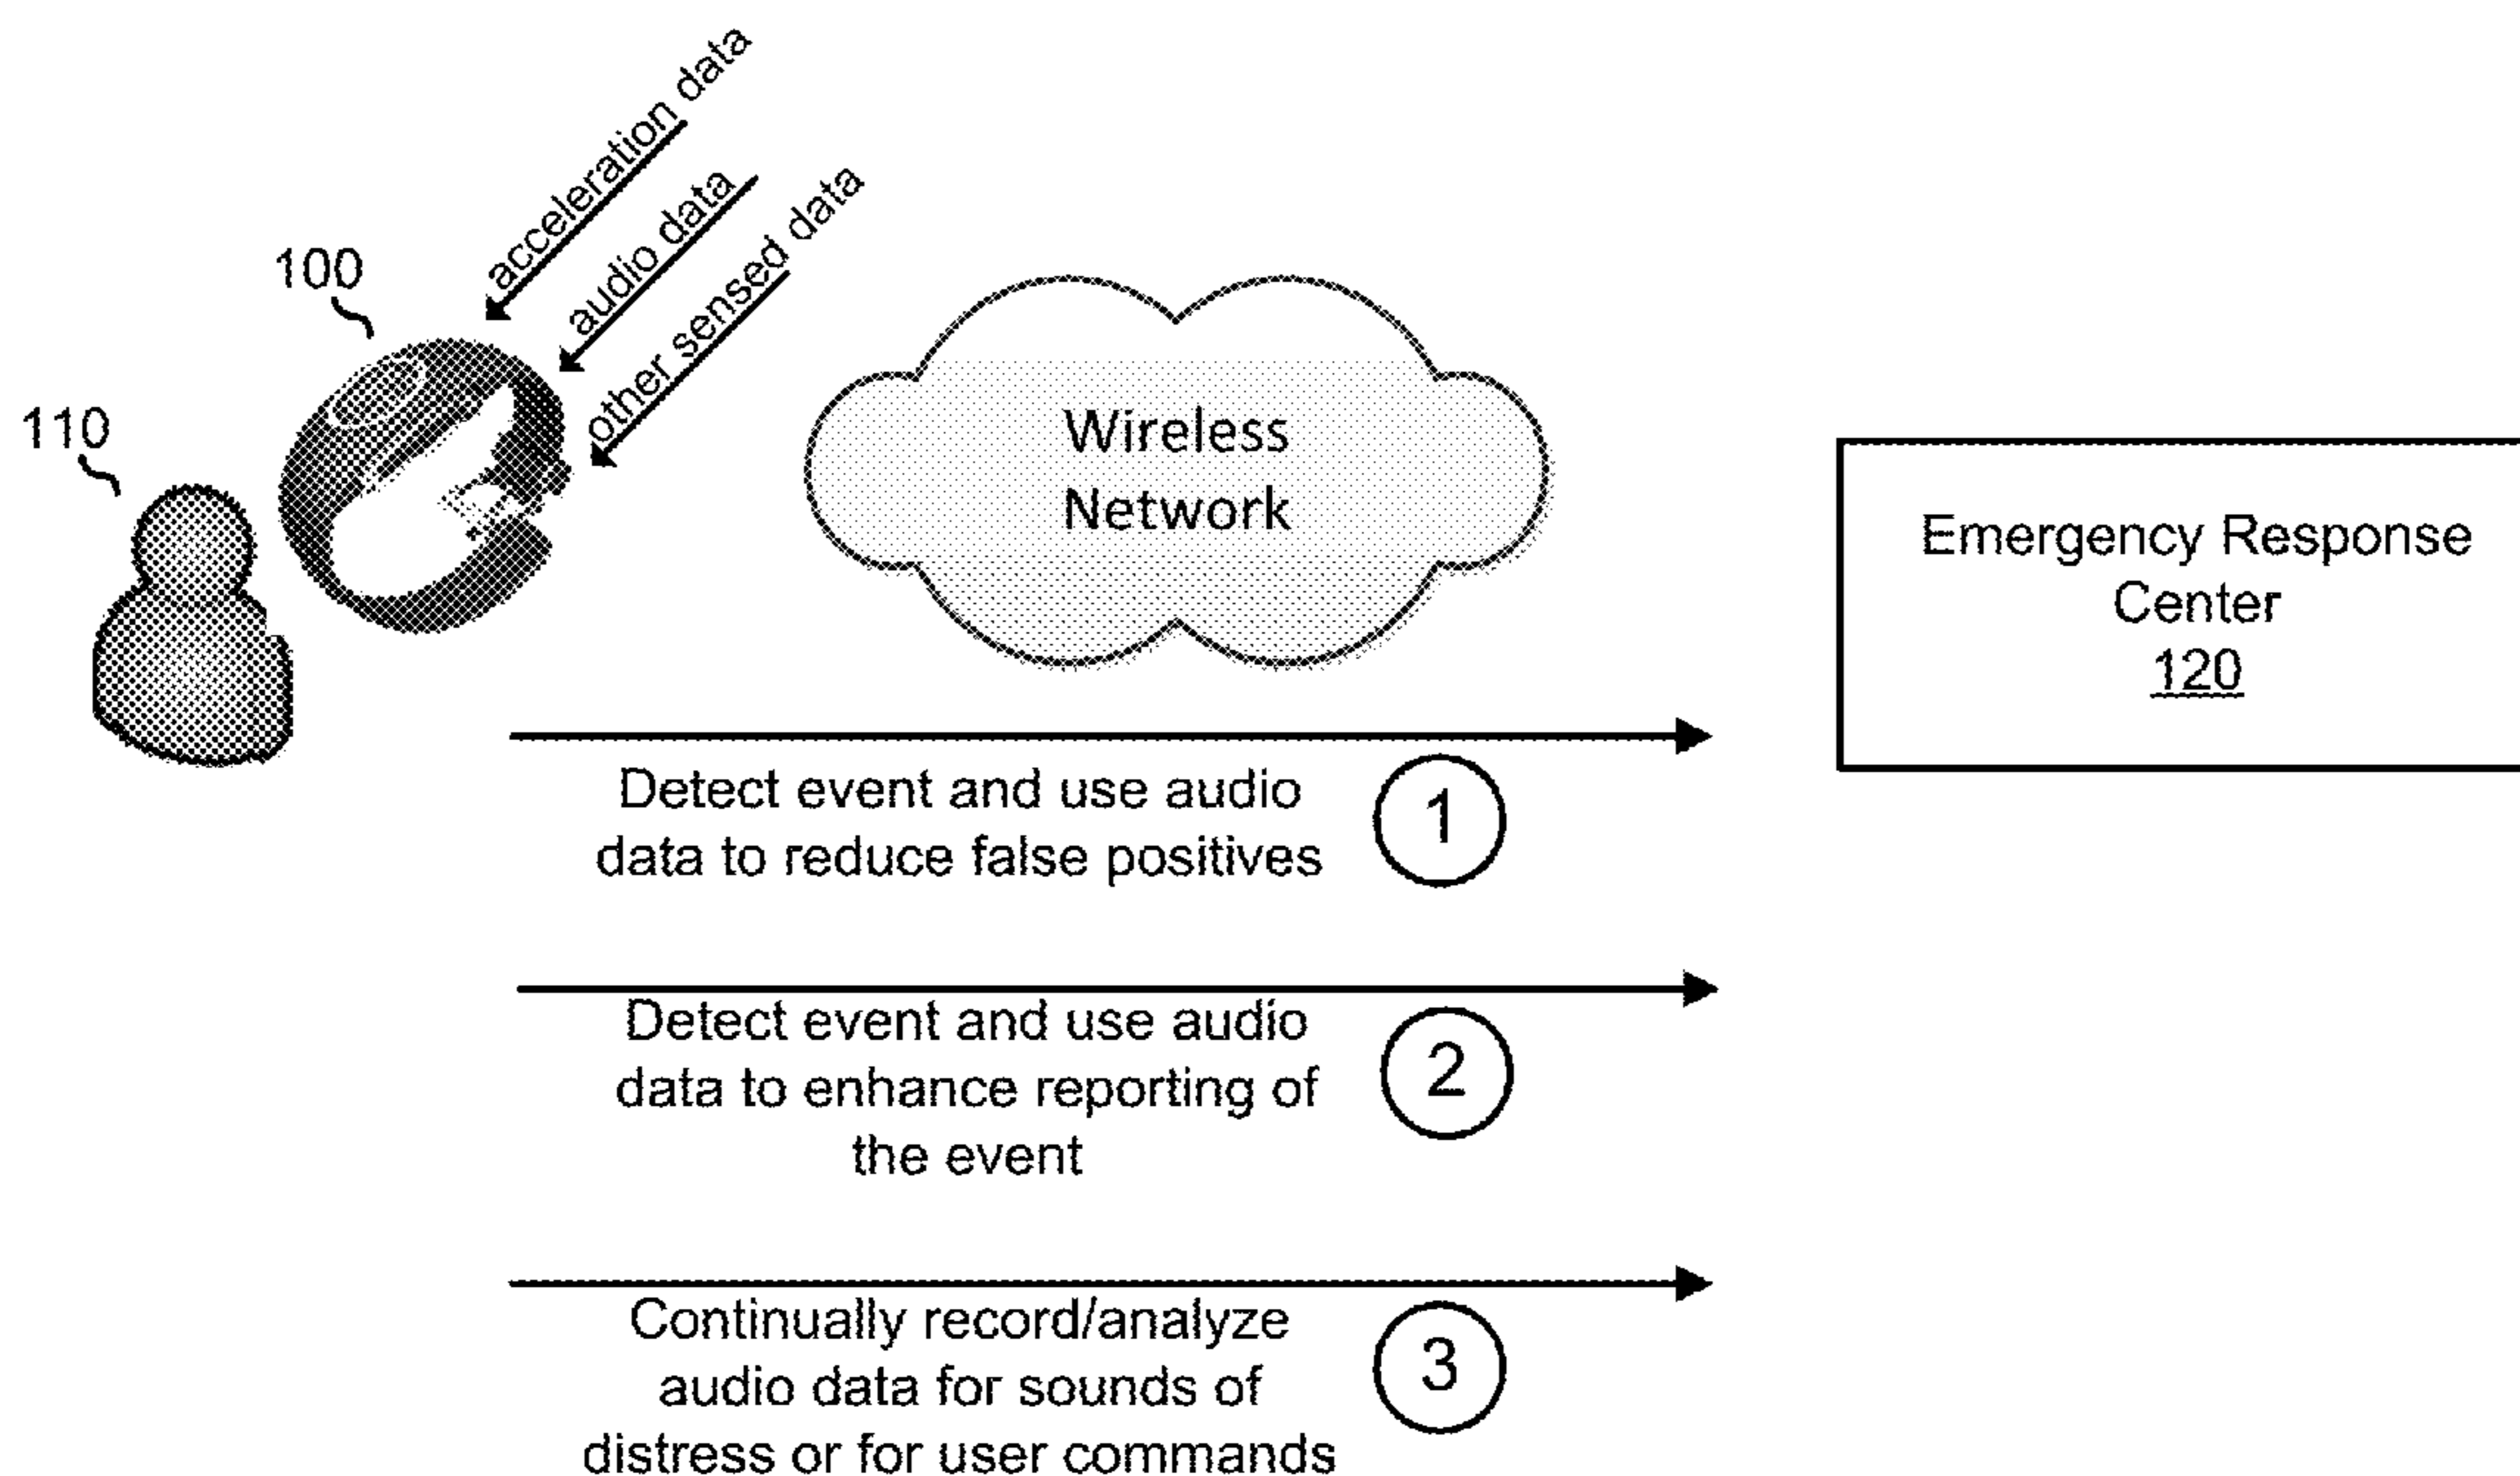 acceleration data
audio data
other sensed data
100
110
Wireless
Network
Emergency Response
Center
120
Detect event and use audio
data to reduce false positives
1
Detect event and use audio
data to enhance reporting of
the event
2
Continually record/analyze
audio data for sounds of
distress or for user commands
3